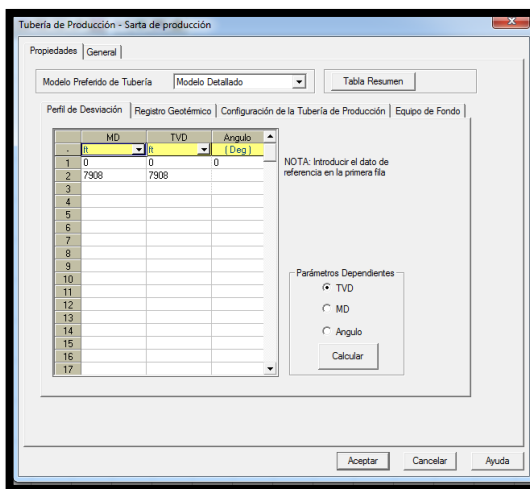 Tubería de Producción - Sarta de producción
Propiedades General
Modelo Preferido de Tubería Modelo Detallado Tabla Resumen
Perfil de Desviación Registro Geotérmico Configuración de la Tubería de Producción Equipo de Fondo
MD TVD Angulo
ft ft ( Deg )
1 0 0 0
2 7908 7908
3
4
5
6
7
8
9
10
11
12
13
14
15
16
17
NOTA: Introducir el dato de
referencia en la primera fila
Parámetros Dependientes
TVD
MD
Angulo
Calcular
Aceptar Cancelar Ayuda